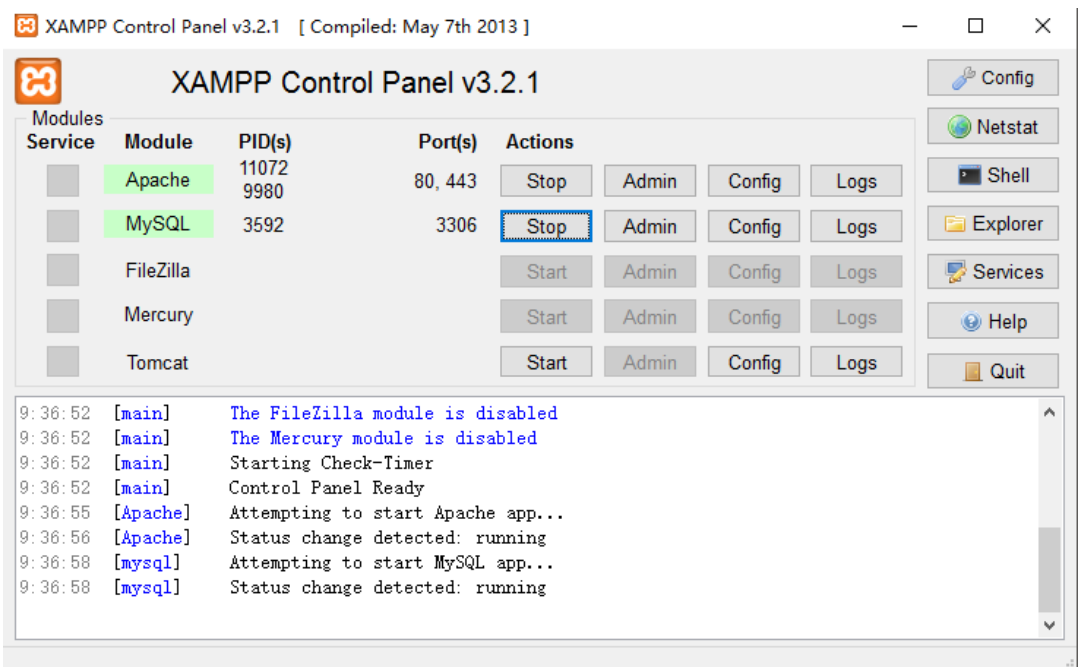 XAMPP Control Panel v3.2.1 [ Compiled: May 7th 2013 ]
XAMPP Control Panel v3.2.1
Config
Netstat
Shell
Explorer
Services
Help
Quit
Modules
Service Module PID(s) Port(s) Actions
Apache 11072 9980 80, 443 Stop Admin Config Logs
MySQL 3592 3306 Stop Admin Config Logs
FileZilla Start Admin Config Logs
Mercury Start Admin Config Logs
Tomcat Start Admin Config Logs
9:36:52 [main] The FileZilla module is disabled
9:36:52 [main] The Mercury module is disabled
9:36:52 [main] Starting Check-Timer
9:36:52 [main] Control Panel Ready
9:36:55 [Apache] Attempting to start Apache app...
9:36:56 [Apache] Status change detected: running
9:36:58 [mysql] Attempting to start MySQL app...
9:36:58 [mysql] Status change detected: running